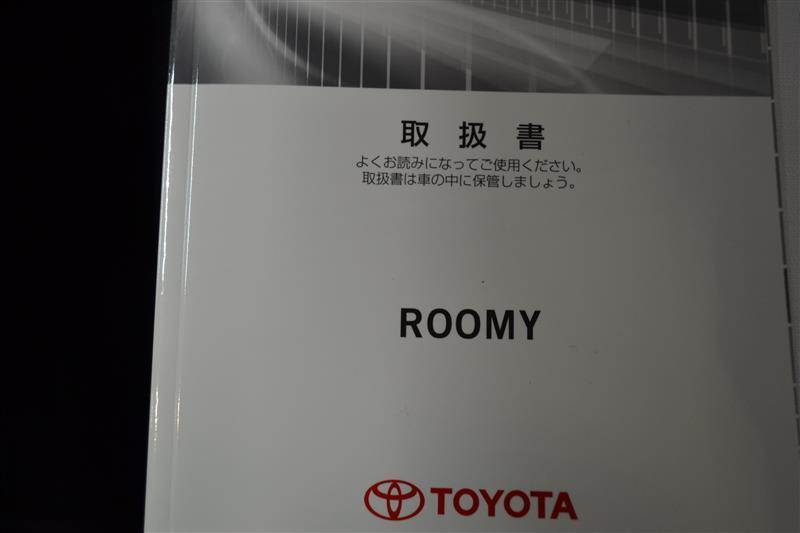 取扱書
よくお読みになってご使用ください。
取扱書は車の中に保管しましょう。
ROOMY
TOYOTA